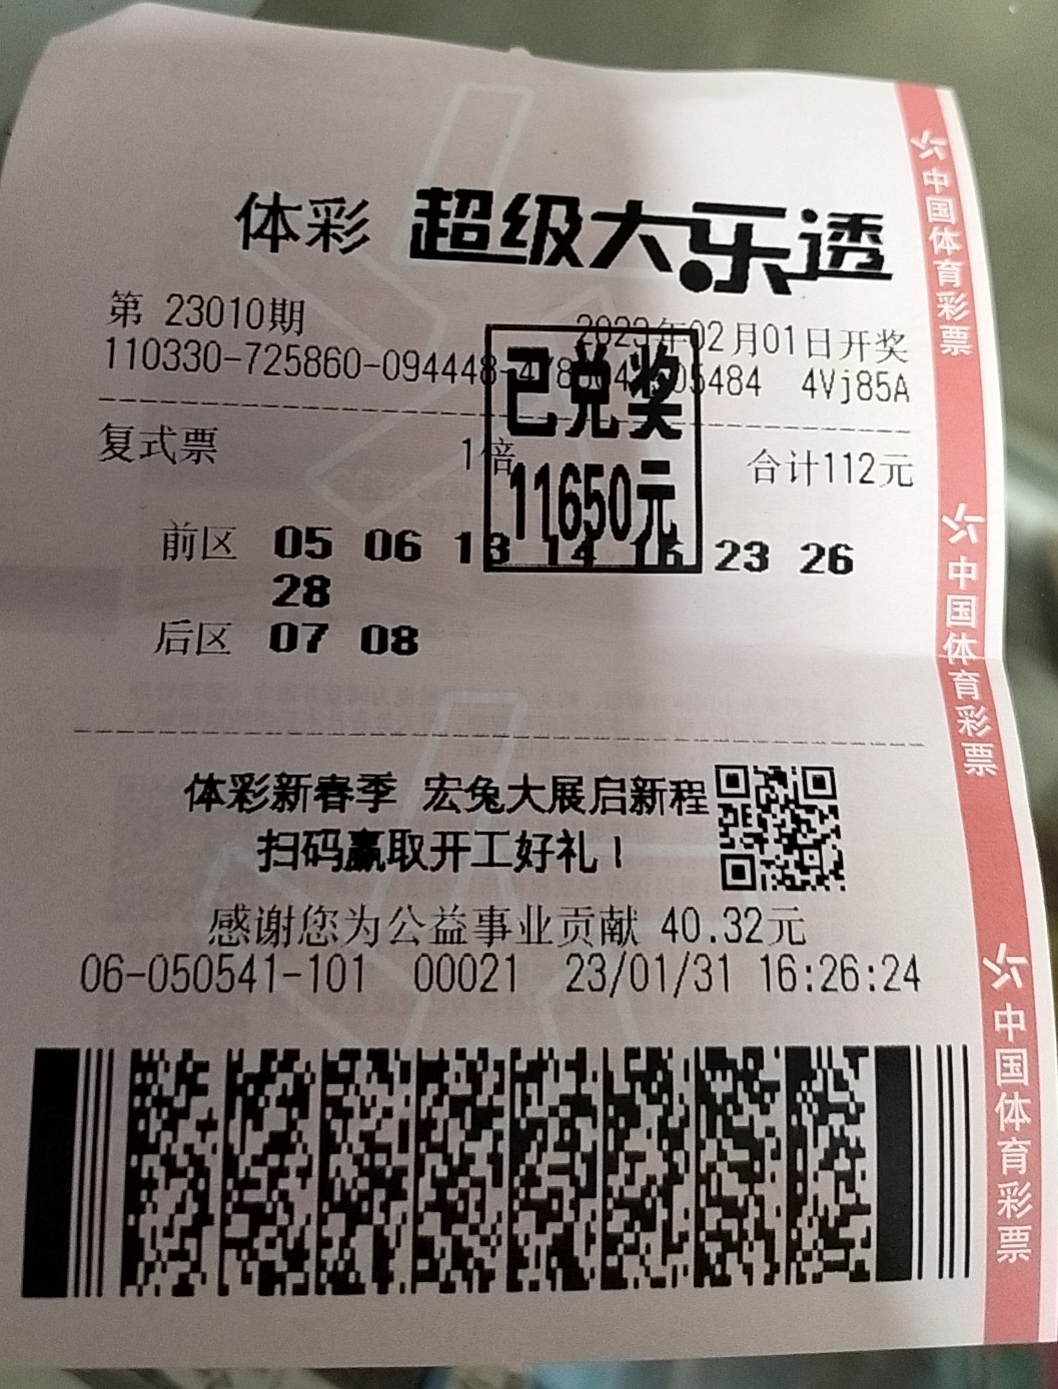 体彩 超级大乐透
第 23010期 2023年02月01日开奖
110330-725860-094448- 05484 4Vj85A
已兑奖
11650元
复式票 1倍 合计112元
前区 05 06 13 14 16 23 26
28
后区 07 08
体彩新春季 宏兔大展启新程
扫码赢取开工好礼！
感谢您为公益事业贡献 40.32元
06-050541-101 00021 23/01/31 16:26:24
中国体育彩票
中国体育彩票
中国体育彩票